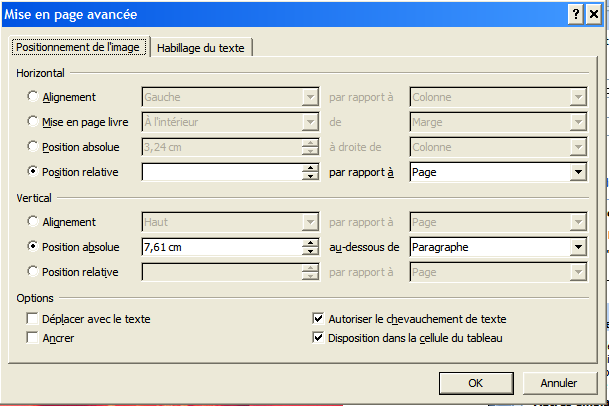 Mise en page avancée
Positionnement de l'image Habillage du texte
Horizontal
Alignement Gauche par rapport à Colonne
Mise en page livre À l'intérieur de Marge
Position absolue 3,24 cm à droite de Colonne
Position relative par rapport à Page
Vertical
Alignement Haut par rapport à Page
Position absolue 7,61 cm au-dessous de Paragraphe
Position relative par rapport à Page
Options
Déplacer avec le texte Autoriser le chevauchement de texte
Ancrer Disposition dans la cellule du tableau
OK Annuler